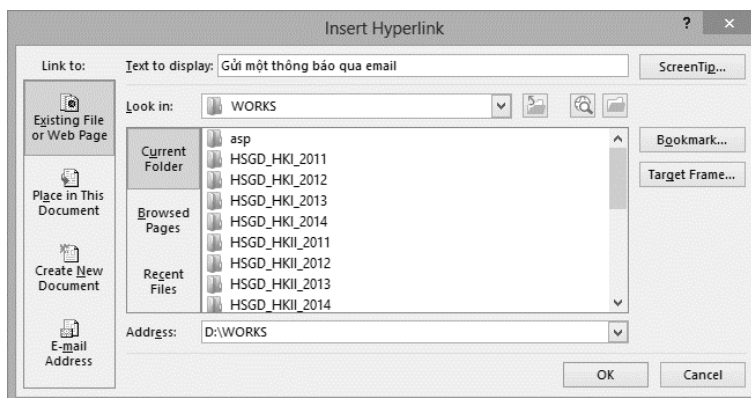 Insert Hyperlink
?
×
Link to:
Text to display: Gửi một thông báo qua email
ScreenTip...
Existing File
or Web Page
Place in This
Document
Create New
Document
E-mail
Address
Look in: WORKS
Current
Folder
Browsed
Pages
Recent
Files
asp
HSGD_HKI_2011
HSGD_HKI_2012
HSGD_HKI_2013
HSGD_HKI_2014
HSGD_HKII_2011
HSGD_HKII_2012
HSGD_HKII_2013
HSGD_HKII_2014
Bookmark...
Target Frame...
Address: D:\WORKS
OK
Cancel